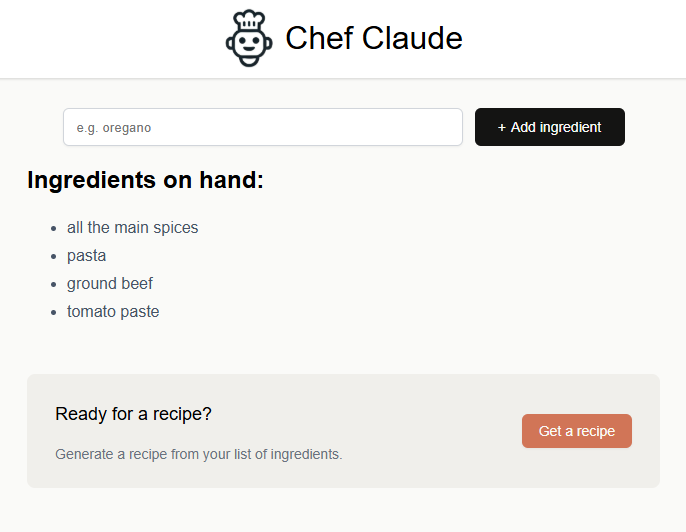 Chef Claude
e.g. oregano
+ Add ingredient
Ingredients on hand:
all the main spices
pasta
ground beef
tomato paste
Ready for a recipe?
Get a recipe
Generate a recipe from your list of ingredients.